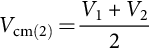 V_cm(2) = (V_1 + V_2) / 2